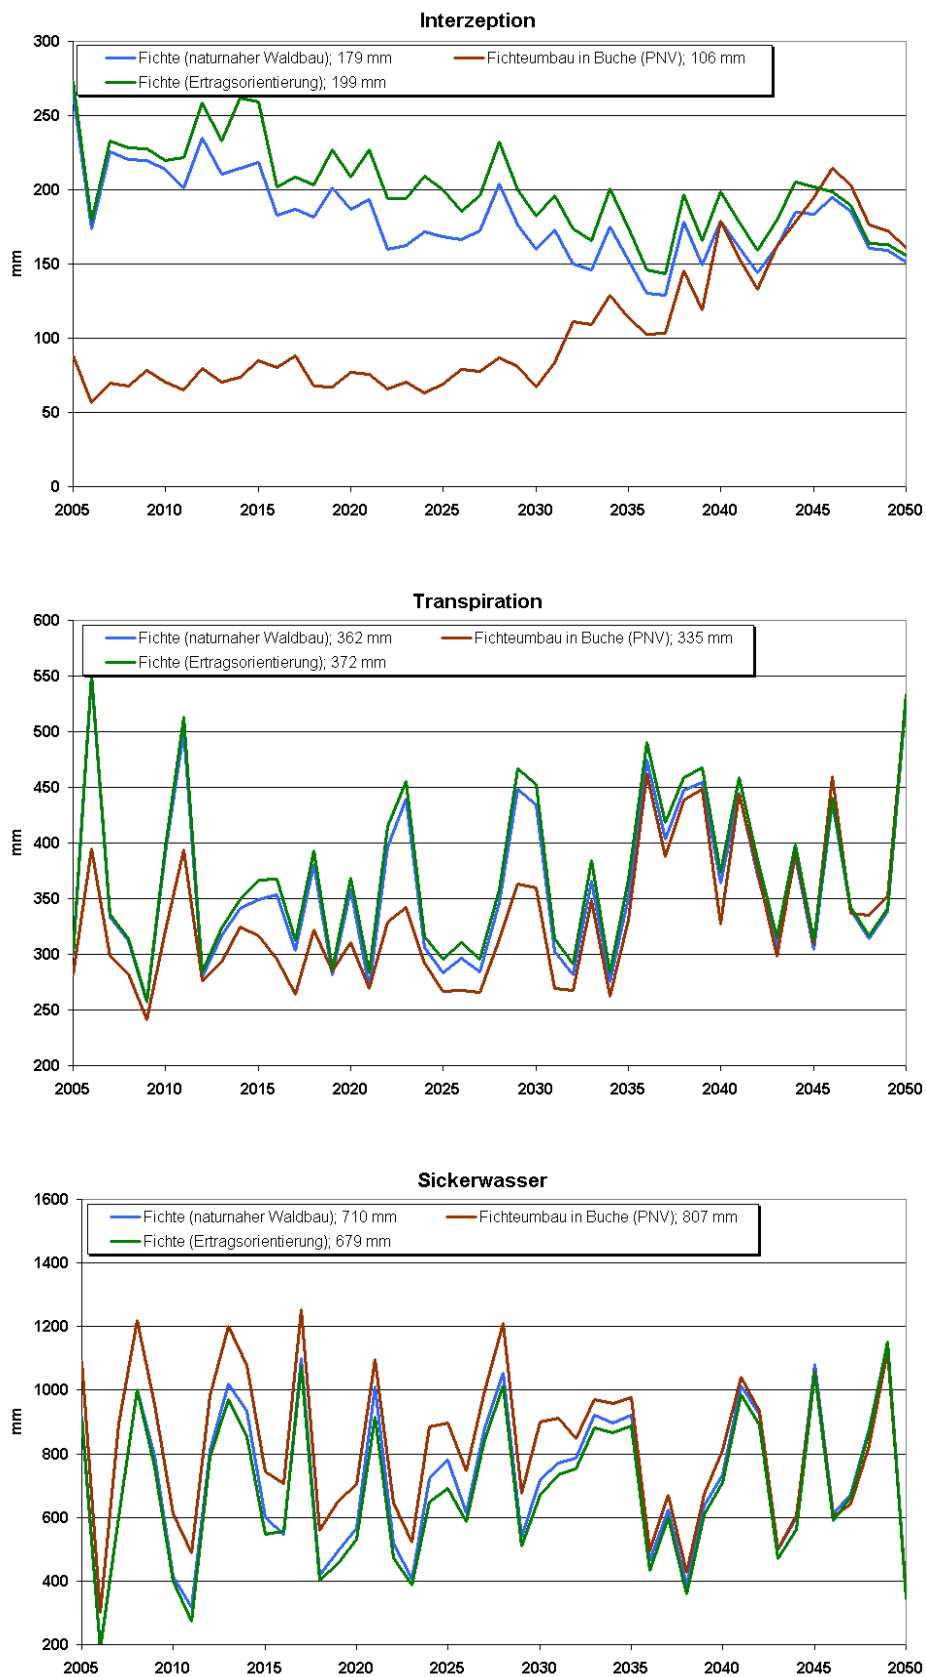 Interzeption
Fichte (naturnaher Waldbau); 179 mm Fichteumbau in Buche (PNV); 106 mm
Fichte (Ertragsorientierung); 199 mm
300
250
200
150
100
50
0
mm
2005 2010 2015 2020 2025 2030 2035 2040 2045 2050
Transpiration
Fichte (naturnaher Waldbau); 362 mm Fichteumbau in Buche (PNV); 335 mm
Fichte (Ertragsorientierung); 372 mm
600
550
500
450
400
350
300
250
200
mm
2005 2010 2015 2020 2025 2030 2035 2040 2045 2050
Sickerwasser
Fichte (naturnaher Waldbau); 710 mm Fichteumbau in Buche (PNV); 807 mm
Fichte (Ertragsorientierung); 679 mm
1600
1400
1200
1000
800
600
400
200
mm
2005 2010 2015 2020 2025 2030 2035 2040 2045 2050